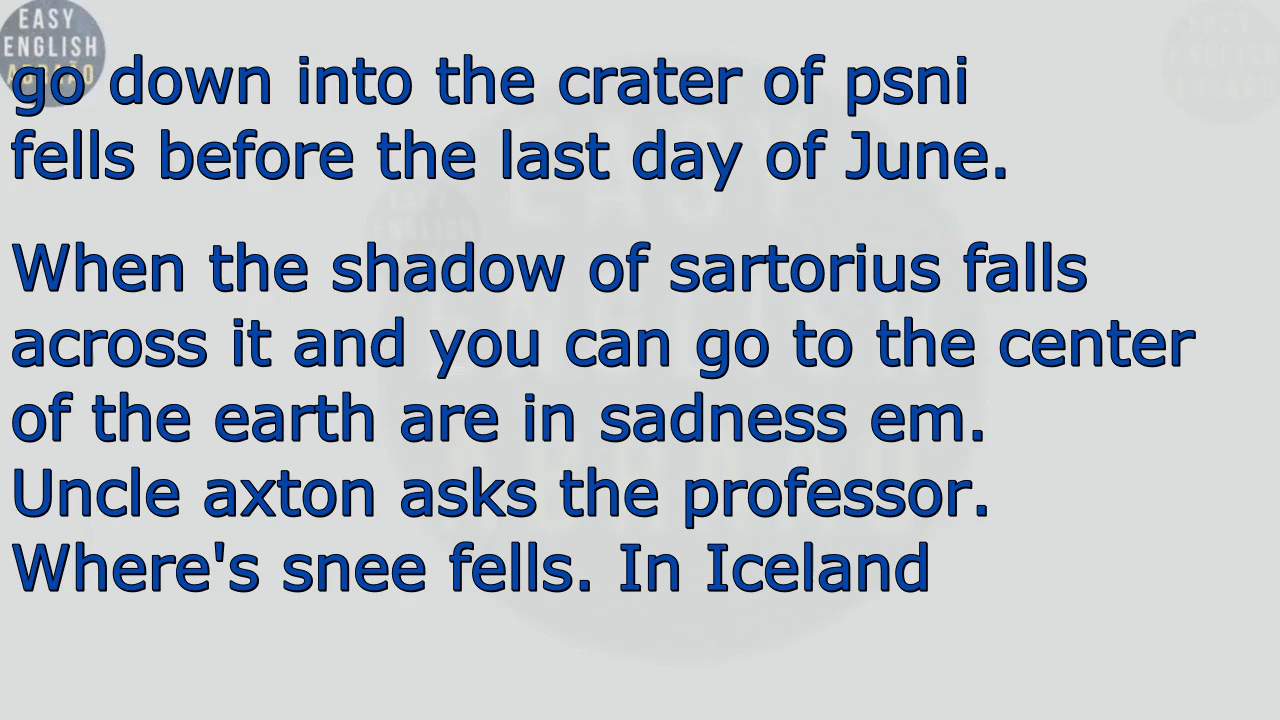 EASY
ENGLISH
go down into the crater of psni
fells before the last day of June.
When the shadow of sartorius falls
across it and you can go to the center
of the earth are in sadness em.
Uncle axton asks the professor.
Where's snee fells. In Iceland